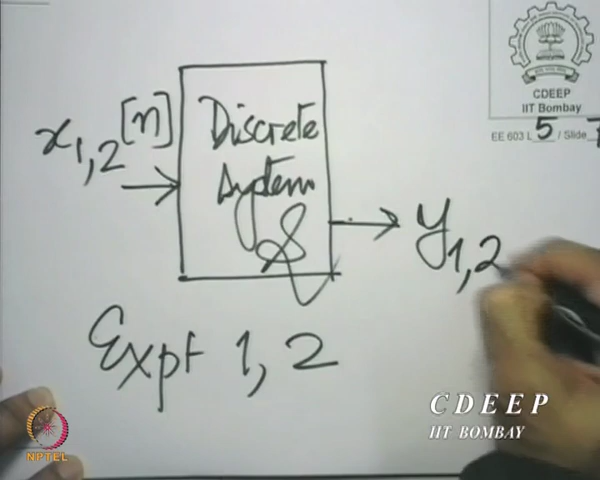 CDEEP
IIT Bombay
EE 603 L 5 / Slide
x1,2[n]
Discrete
System
S
y1,2
Expt 1, 2
CDEEP
IIT BOMBAY
NPTEL